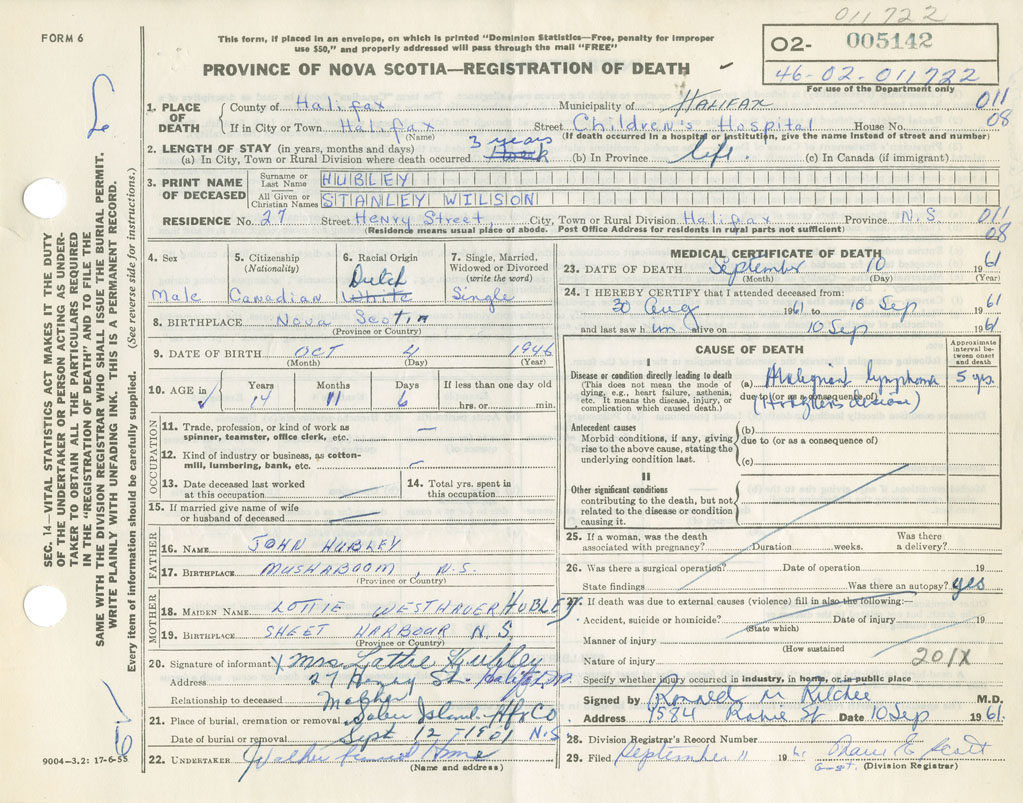 011722
FORM 6
This form, if placed in an envelope, on which is printed "Dominion Statistics—Free, penalty for improper
use $50," and properly addressed will pass through the mail "FREE"
PROVINCE OF NOVA SCOTIA—REGISTRATION OF DEATH
O2- 005142
46-02-011722
For use of the Department only
1. PLACE OF DEATH
County of Halifax Municipality of HALIFAX 011
If in City or Town Halifax Street Children's Hospital House No. 08
(Name) (If death occurred in a hospital or institution, give the name instead of street and number)
2. LENGTH OF STAY (in years, months and days) 3 years
(a) In City, Town or Rural Division where death occurred (b) In Province life. (c) In Canada (if immigrant)
3. PRINT NAME OF DECEASED
Surname or Last Name HUBLEY
All Given or Christian Names STANLEY WILSON
RESIDENCE No. 27 Street Henry Street, City, Town or Rural Division Halifax Province N.S. 011
(Residence means usual place of abode. Post Office Address for residents in rural parts not sufficient) 08
4. Sex 5. Citizenship (Nationality) 6. Racial Origin 7. Single, Married, Widowed or Divorced (write the word)
Dutch
Male Canadian White Single
8. BIRTHPLACE Nova Scotia
(Province or Country)
9. DATE OF BIRTH OCT 4 1946
(Month) (Day) (Year)
10. AGE in Years Months Days If less than one day old
14 11 6 hrs. or min.
OCCUPATION
11. Trade, profession, or kind of work as spinner, teamster, office clerk, etc. —
12. Kind of industry or business, as cotton-mill, lumbering, bank, etc. —
13. Date deceased last worked at this occupation 14. Total yrs. spent in this occupation
15. If married give name of wife or husband of deceased
FATHER
16. NAME JOHN HUBLEY
17. BIRTHPLACE MUSHABOOM, N.S.
(Province or Country)
MOTHER
18. MAIDEN NAME LOTTIE WESTHAVER HUBLEY
19. BIRTHPLACE SHEET HARBOUR N.S.
(Province or Country)
20. Signature of informant X Mrs Lottie Hubley
Address 27 Henry St. Halifax
Relationship to deceased Mother
21. Place of burial, cremation or removal Sober Island Hfx Co
Date of burial or removal Sept 12 N.S.
22. UNDERTAKER Walker Funeral Home
(Name and address)
MEDICAL CERTIFICATE OF DEATH
23. DATE OF DEATH September 10 1961
(Month) (Day) (Year)
24. I HEREBY CERTIFY that I attended deceased from:
30 Aug 1961 to 10 Sep 1961
and last saw h im alive on 10 Sep 1961
CAUSE OF DEATH
Approximate interval between onset and death
I
Disease or condition directly leading to death
(This does not mean the mode of dying, e.g., heart failure, asthenia, etc. It means the disease, injury, or complication which caused death.)
(a) Malignant lymphoma 5 yrs.
due to (or as a consequence of)
Antecedent causes
Morbid conditions, if any, giving rise to the above cause, stating the underlying condition last.
(b)
due to (or as a consequence of)
(c)
II
Other significant conditions
contributing to the death, but not related to the disease or condition causing it.
25. If a woman, was the death associated with pregnancy? Duration weeks. Was there a delivery?
26. Was there a surgical operation? Date of operation 19
State findings Was there an autopsy? yes
27. If death was due to external causes (violence) fill in also the following:—
Accident, suicide or homicide? Date of injury 19
(State which)
Manner of injury
(How sustained
Nature of injury 201X
Specify whether injury occurred in industry, in home, or in public place
Signed by Ronald M Ritchie M.D.
Address 1584 Robie St Date 10 Sep 1961.
28. Division Registrar's Record Number
29. Filed September 11 1961 Scott
(Division Registrar)
SEC. 14—VITAL STATISTICS ACT MAKES IT THE DUTY
OF THE UNDERTAKER OR PERSON ACTING AS UNDER-
TAKER TO OBTAIN ALL THE PARTICULARS REQUIRED
IN THE "REGISTRATION OF DEATH" AND TO FILE THE
SAME WITH THE DIVISION REGISTRAR WHO SHALL ISSUE THE BURIAL PERMIT.
WRITE PLAINLY WITH UNFADING INK. THIS IS A PERMANENT RECORD.
Every item of information should be carefully supplied. (See reverse side for instructions.)
9004-3.2: 17-6-55